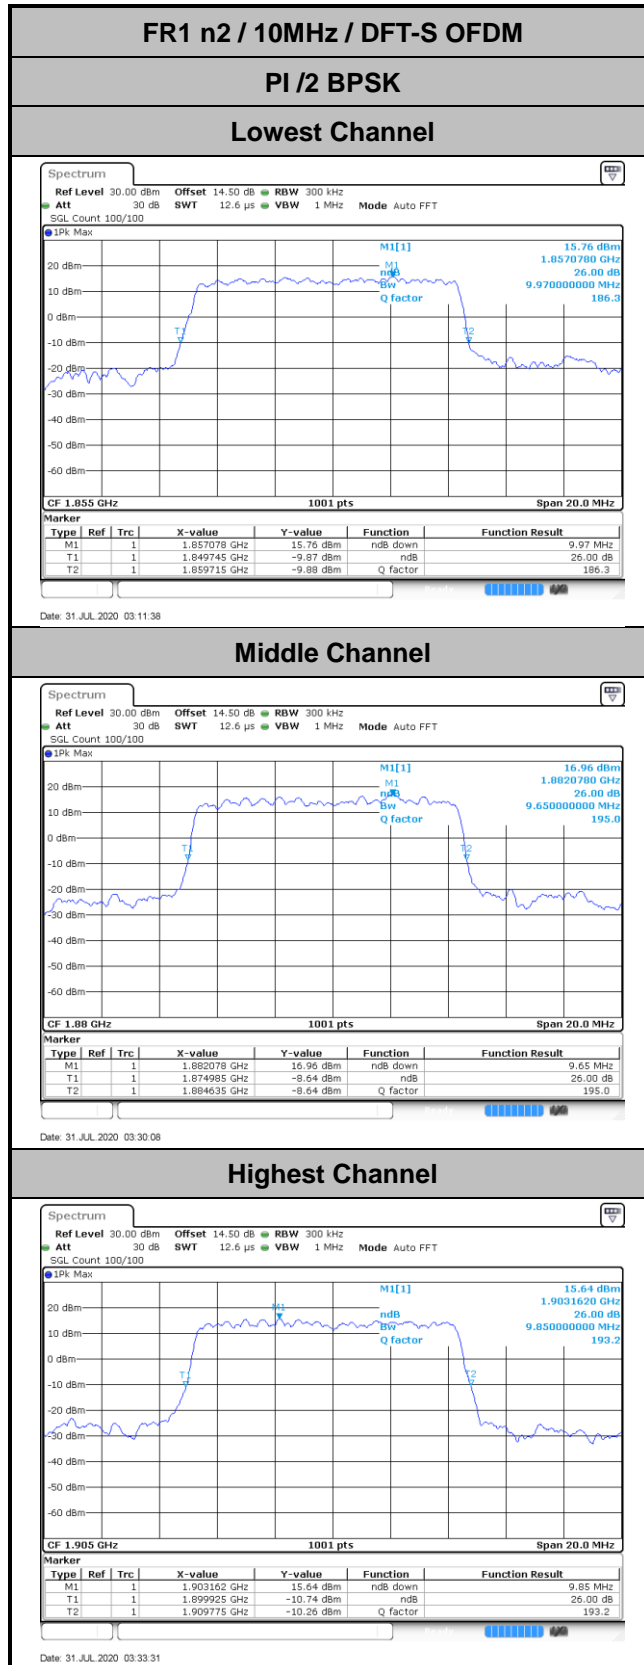 FR1 n2 / 10MHz / DFT-S OFDM
PI /2 BPSK
Lowest Channel
Spectrum
Ref Level 30.00 dBm Offset 14.50 dB RBW 300 kHz
Att 30 dB SWT 12.6 µs VBW 1 MHz Mode Auto FFT
SGL Count 100/100
1Pk Max
M1[1] 15.76 dBm
1.8570780 GHz
M1
ndB 26.00 dB
Bw 9.970000000 MHz
Q factor 186.3
20 dBm
10 dBm
0 dBm
T1 T2
-10 dBm
-20 dBm
-30 dBm
-40 dBm
-50 dBm
-60 dBm
CF 1.855 GHz 1001 pts Span 20.0 MHz
Marker
Type Ref Trc X-value Y-value Function Function Result
M1 1 1.857078 GHz 15.76 dBm ndB down 9.97 MHz
T1 1 1.849745 GHz -9.87 dBm ndB 26.00 dB
T2 1 1.859715 GHz -9.88 dBm Q factor 186.3
Date: 31.JUL.2020 03:11:38
Middle Channel
Spectrum
Ref Level 30.00 dBm Offset 14.50 dB RBW 300 kHz
Att 30 dB SWT 12.6 µs VBW 1 MHz Mode Auto FFT
SGL Count 100/100
1Pk Max
M1[1] 16.96 dBm
1.8820780 GHz
M1
ndB 26.00 dB
Bw 9.650000000 MHz
Q factor 195.0
20 dBm
10 dBm
0 dBm
T1 T2
-10 dBm
-20 dBm
-30 dBm
-40 dBm
-50 dBm
-60 dBm
CF 1.88 GHz 1001 pts Span 20.0 MHz
Marker
Type Ref Trc X-value Y-value Function Function Result
M1 1 1.882078 GHz 16.96 dBm ndB down 9.65 MHz
T1 1 1.874985 GHz -8.64 dBm ndB 26.00 dB
T2 1 1.884635 GHz -8.64 dBm Q factor 195.0
Date: 31.JUL.2020 03:30:08
Highest Channel
Spectrum
Ref Level 30.00 dBm Offset 14.50 dB RBW 300 kHz
Att 30 dB SWT 12.6 µs VBW 1 MHz Mode Auto FFT
SGL Count 100/100
1Pk Max
M1[1] 15.64 dBm
1.9031620 GHz
M1
ndB 26.00 dB
Bw 9.850000000 MHz
Q factor 193.2
20 dBm
10 dBm
0 dBm
T1 T2
-10 dBm
-20 dBm
-30 dBm
-40 dBm
-50 dBm
-60 dBm
CF 1.905 GHz 1001 pts Span 20.0 MHz
Marker
Type Ref Trc X-value Y-value Function Function Result
M1 1 1.903162 GHz 15.64 dBm ndB down 9.85 MHz
T1 1 1.899925 GHz -10.74 dBm ndB 26.00 dB
T2 1 1.909775 GHz -10.26 dBm Q factor 193.2
Date: 31.JUL.2020 03:33:31